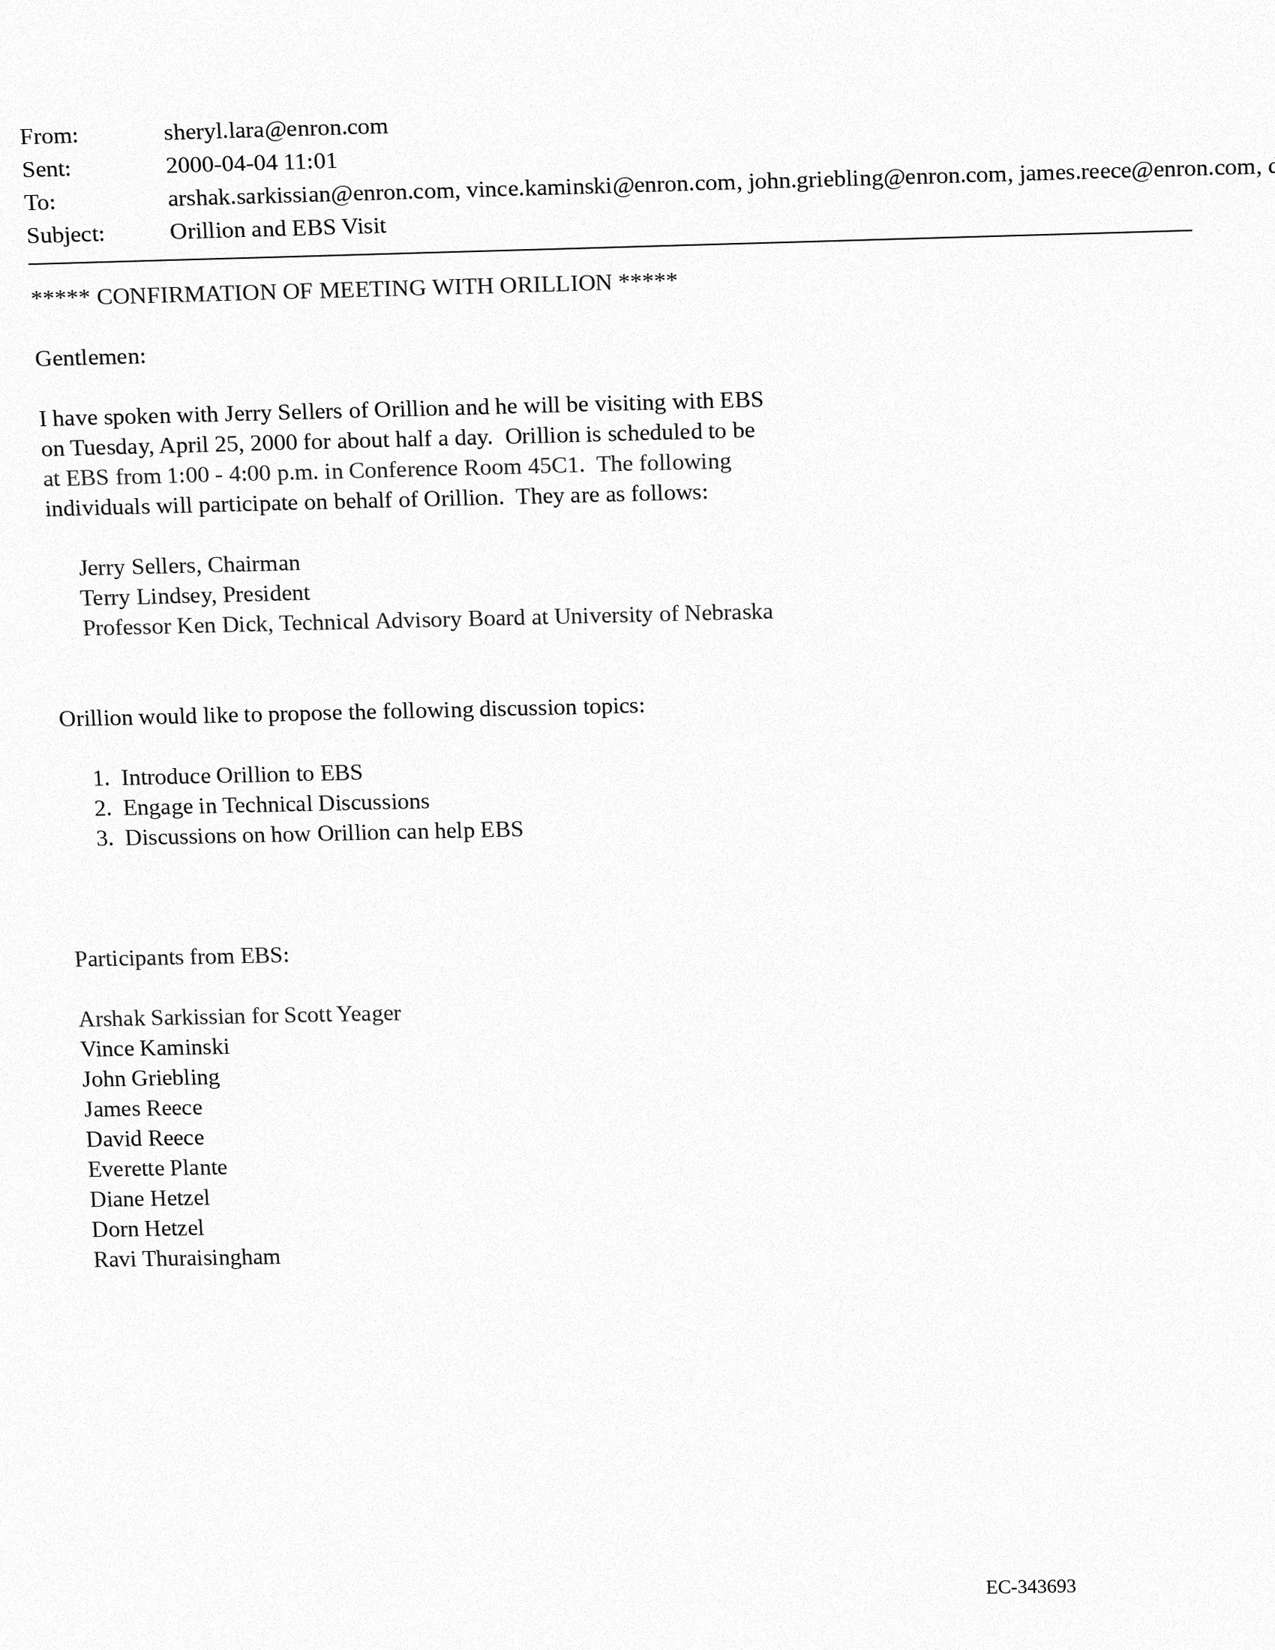 From: sheryl.lara@enron.com
Sent: 2000-04-04 11:01
To: arshak.sarkissian@enron.com, vince.kaminski@enron.com, john.griebling@enron.com, james.reece@enron.com,
Subject: Orillion and EBS Visit
***** CONFIRMATION OF MEETING WITH ORILLION *****
Gentlemen:
I have spoken with Jerry Sellers of Orillion and he will be visiting with EBS
on Tuesday, April 25, 2000 for about half a day.  Orillion is scheduled to be
at EBS from 1:00 - 4:00 p.m. in Conference Room 45C1.  The following
individuals will participate on behalf of Orillion.  They are as follows:
Jerry Sellers, Chairman
Terry Lindsey, President
Professor Ken Dick, Technical Advisory Board at University of Nebraska
Orillion would like to propose the following discussion topics:
1.  Introduce Orillion to EBS
2.  Engage in Technical Discussions
3.  Discussions on how Orillion can help EBS
Participants from EBS:
Arshak Sarkissian for Scott Yeager
Vince Kaminski
John Griebling
James Reece
David Reece
Everette Plante
Diane Hetzel
Dorn Hetzel
Ravi Thuraisingham
EC-343693